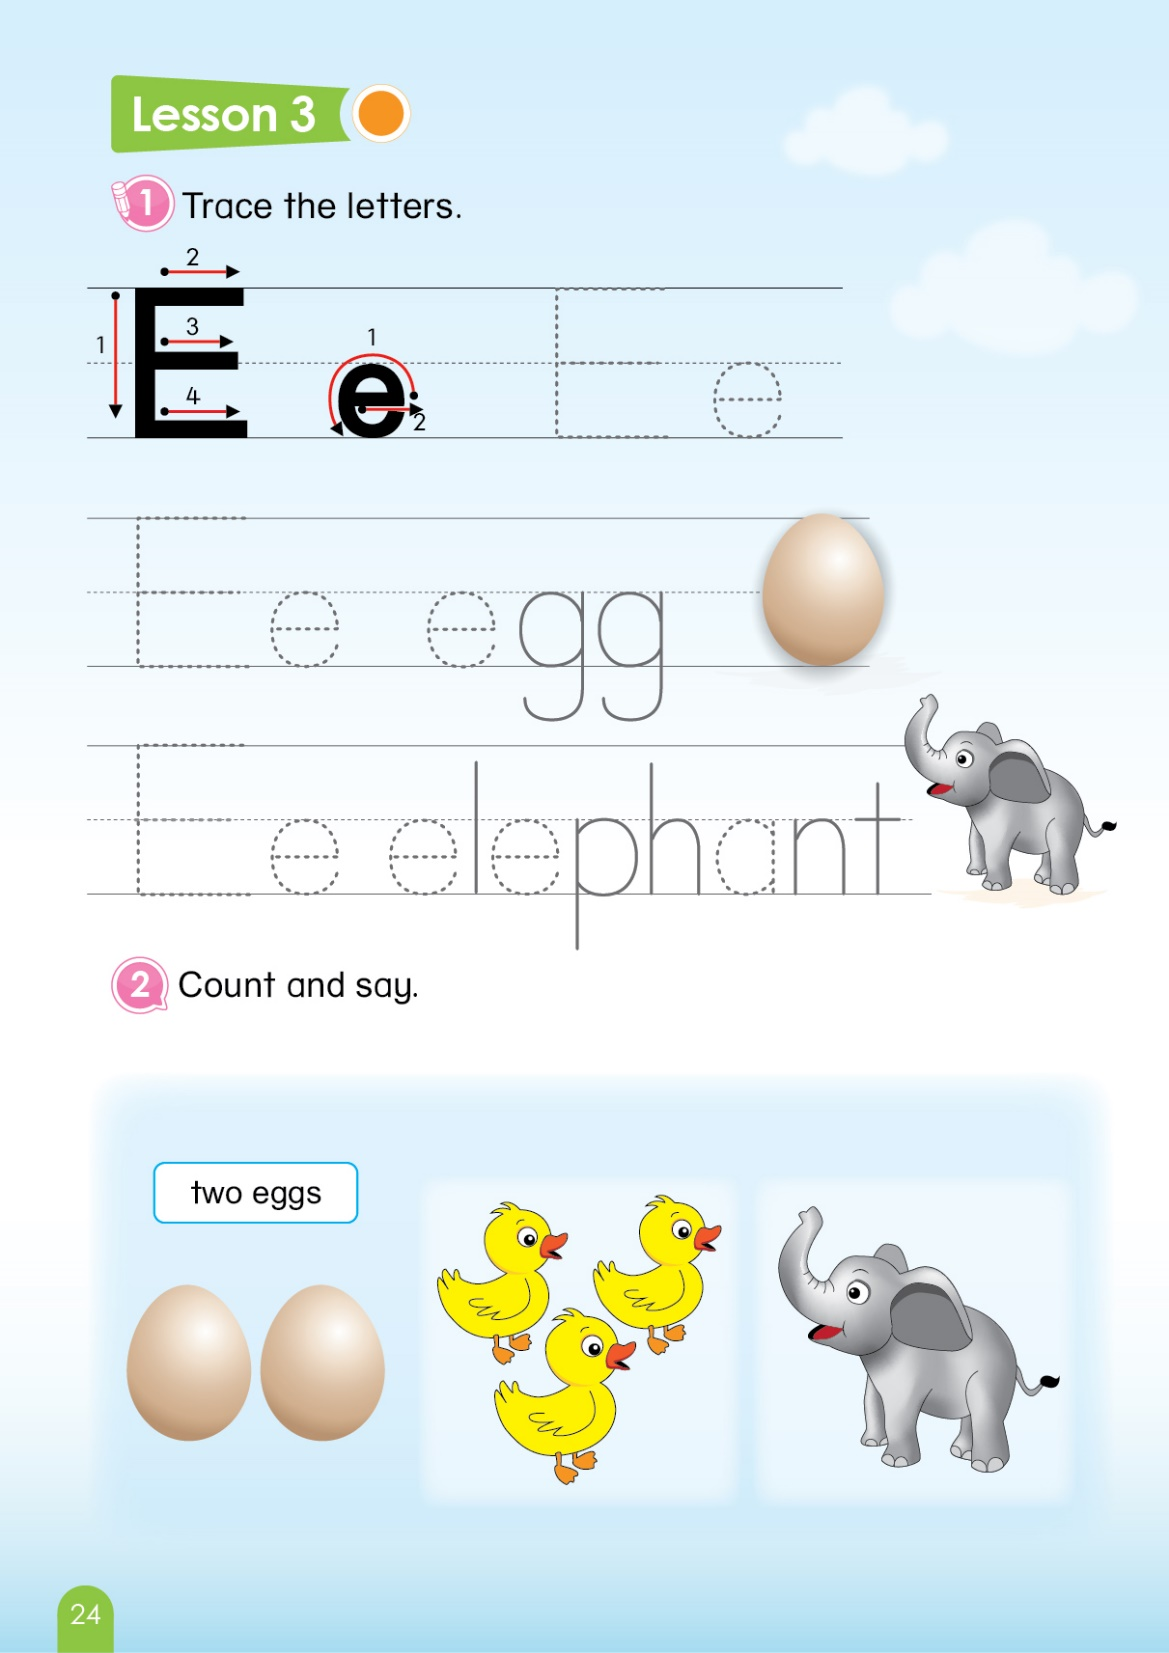 Lesson 3
1 Trace the letters.
2
1
3
4
E e E e
1
2
E e egg
E e elephant
2 Count and say.
two eggs
24